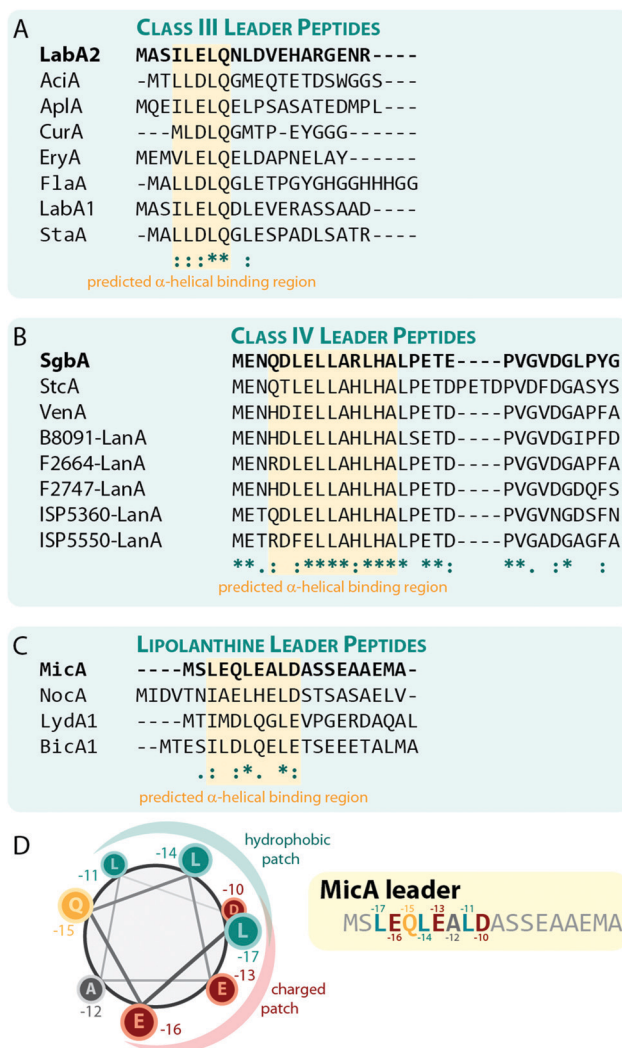 A CLASS III LEADER PEPTIDES
LabA2 MASILELQNLDVEHARGENR----
AciA -MTLLDLQGMEQTETDSWGGS---
AplA MQEILELQELPSASATEDMPL---
CurA ---MLDLQGMTP-EYGGG------
EryA MEMVLELQELDAPNELAY------
FlaA -MALLDLQGLETPGYGHGGHHHGG
LabA1 MASILELQDLEVERASSAAD----
StaA -MALLDLQGLESPADLSATR----
:::** :
predicted α-helical binding region
B CLASS IV LEADER PEPTIDES
SgbA MENQDLELLARLHALPETE----PVGVDGLPYG
StcA MENQTLELLAHLHALPETDPETDPVDFDGASYS
VenA MENHDIELLAHLHALPETD----PVGVDGAPFA
B8091-LanA MENHDLELLAHLHALSETD----PVGVDGIPFD
F2664-LanA MENRDLELLAHLHALPETD----PVGVDGAPFA
F2747-LanA MENHDLELLAHLHALPETD----PVGVDGDQFS
ISP5360-LanA METQDLELLAHLHALPETD----PVGVNGDSFN
ISP5550-LanA METRDFELLAHLHALPETD----PVGADGAGFA
**.: :****:**** **: **. :* :
predicted α-helical binding region
C LIPOLANTHINE LEADER PEPTIDES
MicA ----MSLEQLEALDASSEAAEMA-
NocA MIDVTNIAELHELDSTSASAELV-
LydA1 ----MTIMDLQGLEVPGERDAQAL
BicA1 --MTESILDLQELETSEEETALMA
.: :*. *:
predicted α-helical binding region
D
hydrophobic
patch
-14 L
-11 L
-10 D
Q -15
L -17
-13 E
A -12
E -16
charged
patch
MicA leader
-17 -15 -13 -11
MSLEQLEALDASSEAAEMA
-16 -14 -12 -10